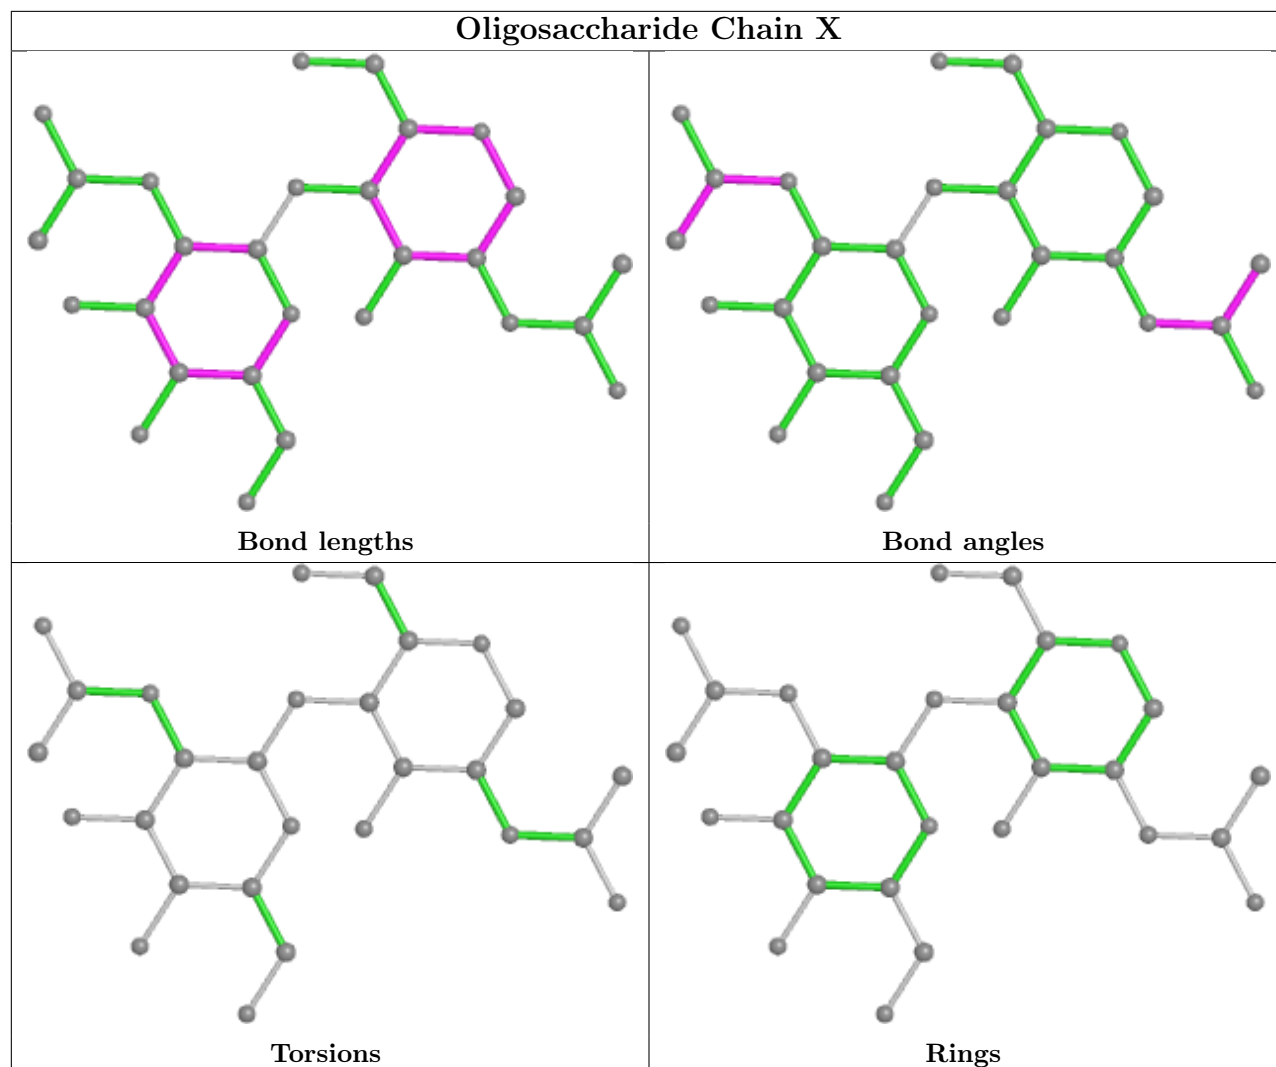 Oligosaccharide Chain X
Bond lengths
Bond angles
Torsions
Rings